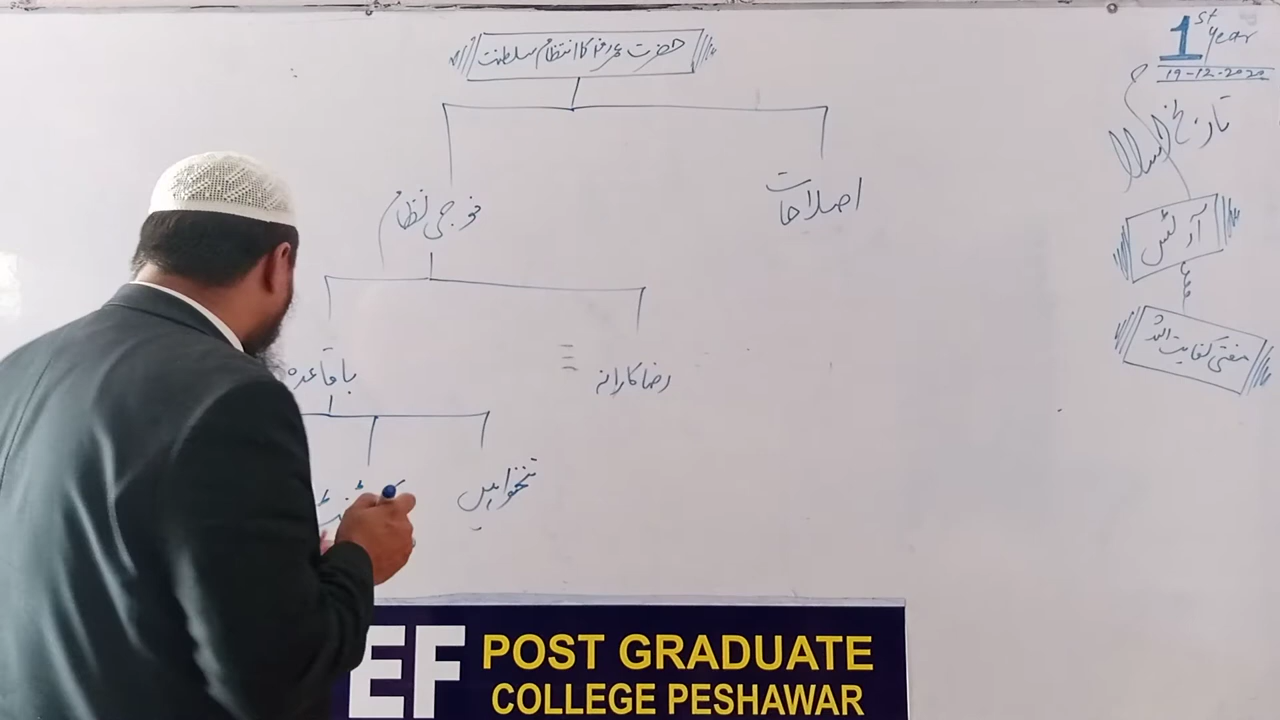 حضرت عمرؓ کا انتظام سلطنت
1st year
19-12-2020
تاریخ اسلام
آرٹس
مفتی کفایت اللہ
فوجی نظام
اصلاحات
باقاعدہ
رضاکارانہ
تنخواہیں
EF POST GRADUATE
COLLEGE PESHAWAR